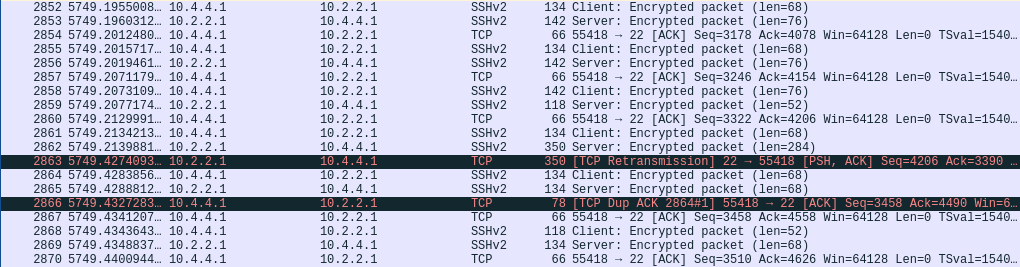 2852 5749.1955008… 10.4.4.1 10.2.2.1 SSHv2 134 Client: Encrypted packet (len=68)
2853 5749.1960312… 10.2.2.1 10.4.4.1 SSHv2 142 Server: Encrypted packet (len=76)
2854 5749.2012480… 10.4.4.1 10.2.2.1 TCP 66 55418 → 22 [ACK] Seq=3178 Ack=4078 Win=64128 Len=0 TSval=1540…
2855 5749.2015717… 10.4.4.1 10.2.2.1 SSHv2 134 Client: Encrypted packet (len=68)
2856 5749.2019461… 10.2.2.1 10.4.4.1 SSHv2 142 Server: Encrypted packet (len=76)
2857 5749.2071179… 10.4.4.1 10.2.2.1 TCP 66 55418 → 22 [ACK] Seq=3246 Ack=4154 Win=64128 Len=0 TSval=1540…
2858 5749.2073109… 10.4.4.1 10.2.2.1 SSHv2 142 Client: Encrypted packet (len=76)
2859 5749.2077174… 10.2.2.1 10.4.4.1 SSHv2 118 Server: Encrypted packet (len=52)
2860 5749.2129991… 10.4.4.1 10.2.2.1 TCP 66 55418 → 22 [ACK] Seq=3322 Ack=4206 Win=64128 Len=0 TSval=1540…
2861 5749.2134213… 10.4.4.1 10.2.2.1 SSHv2 134 Client: Encrypted packet (len=68)
2862 5749.2139881… 10.2.2.1 10.4.4.1 SSHv2 350 Server: Encrypted packet (len=284)
2863 5749.4274093… 10.2.2.1 10.4.4.1 TCP 350 [TCP Retransmission] 22 → 55418 [PSH, ACK] Seq=4206 Ack=3390 …
2864 5749.4283856… 10.4.4.1 10.2.2.1 SSHv2 134 Client: Encrypted packet (len=68)
2865 5749.4288812… 10.2.2.1 10.4.4.1 SSHv2 134 Server: Encrypted packet (len=68)
2866 5749.4327283… 10.4.4.1 10.2.2.1 TCP 78 [TCP Dup ACK 2864#1] 55418 → 22 [ACK] Seq=3458 Ack=4490 Win=6…
2867 5749.4341207… 10.4.4.1 10.2.2.1 TCP 66 55418 → 22 [ACK] Seq=3458 Ack=4558 Win=64128 Len=0 TSval=1540…
2868 5749.4343643… 10.4.4.1 10.2.2.1 SSHv2 118 Client: Encrypted packet (len=52)
2869 5749.4348837… 10.2.2.1 10.4.4.1 SSHv2 134 Server: Encrypted packet (len=68)
2870 5749.4400944… 10.4.4.1 10.2.2.1 TCP 66 55418 → 22 [ACK] Seq=3510 Ack=4626 Win=64128 Len=0 TSval=1540…